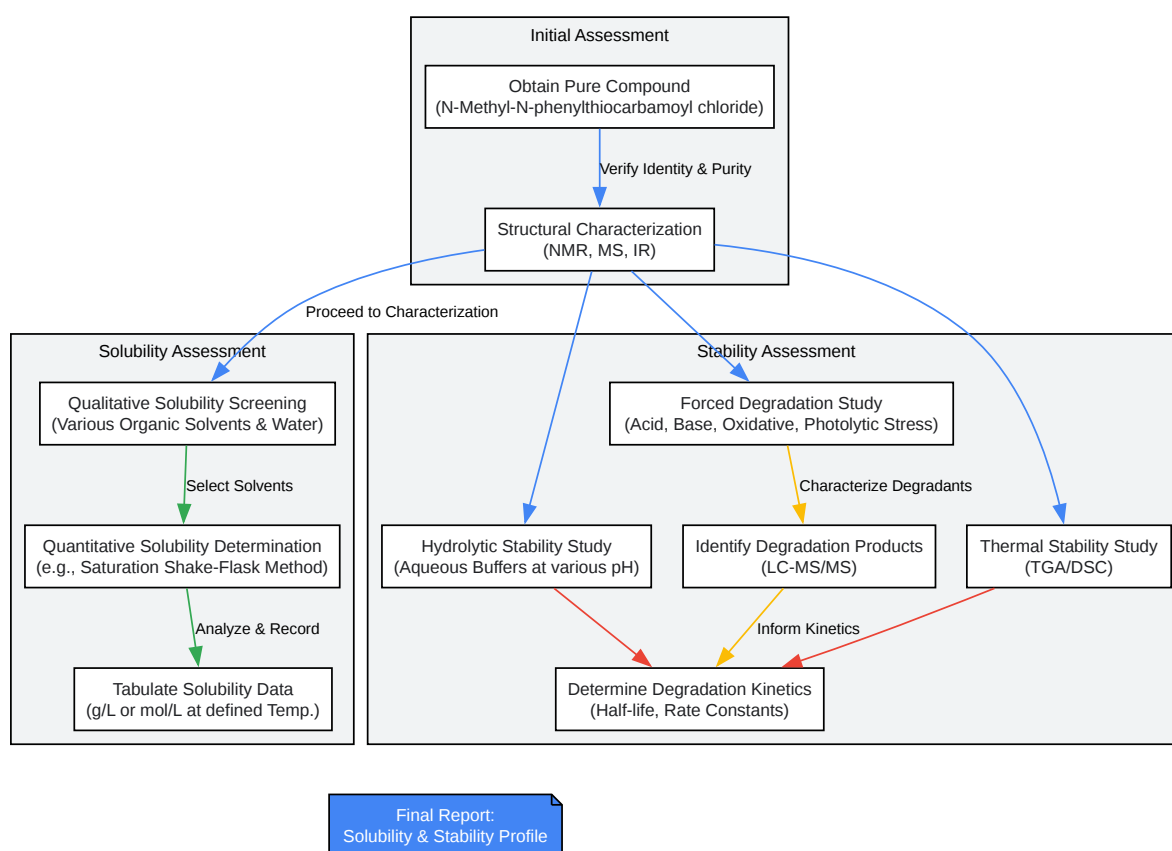 Initial Assessment
Obtain Pure Compound
(N-Methyl-N-phenylthiocarbamoyl chloride)
Verify Identity & Purity
Structural Characterization
(NMR, MS, IR)
Proceed to Characterization
Solubility Assessment
Qualitative Solubility Screening
(Various Organic Solvents & Water)
Select Solvents
Quantitative Solubility Determination
(e.g., Saturation Shake-Flask Method)
Analyze & Record
Tabulate Solubility Data
(g/L or mol/L at defined Temp.)
Stability Assessment
Forced Degradation Study
(Acid, Base, Oxidative, Photolytic Stress)
Characterize Degradants
Hydrolytic Stability Study
(Aqueous Buffers at various pH)
Identify Degradation Products
(LC-MS/MS)
Thermal Stability Study
(TGA/DSC)
Inform Kinetics
Determine Degradation Kinetics
(Half-life, Rate Constants)
Final Report:
Solubility & Stability Profile